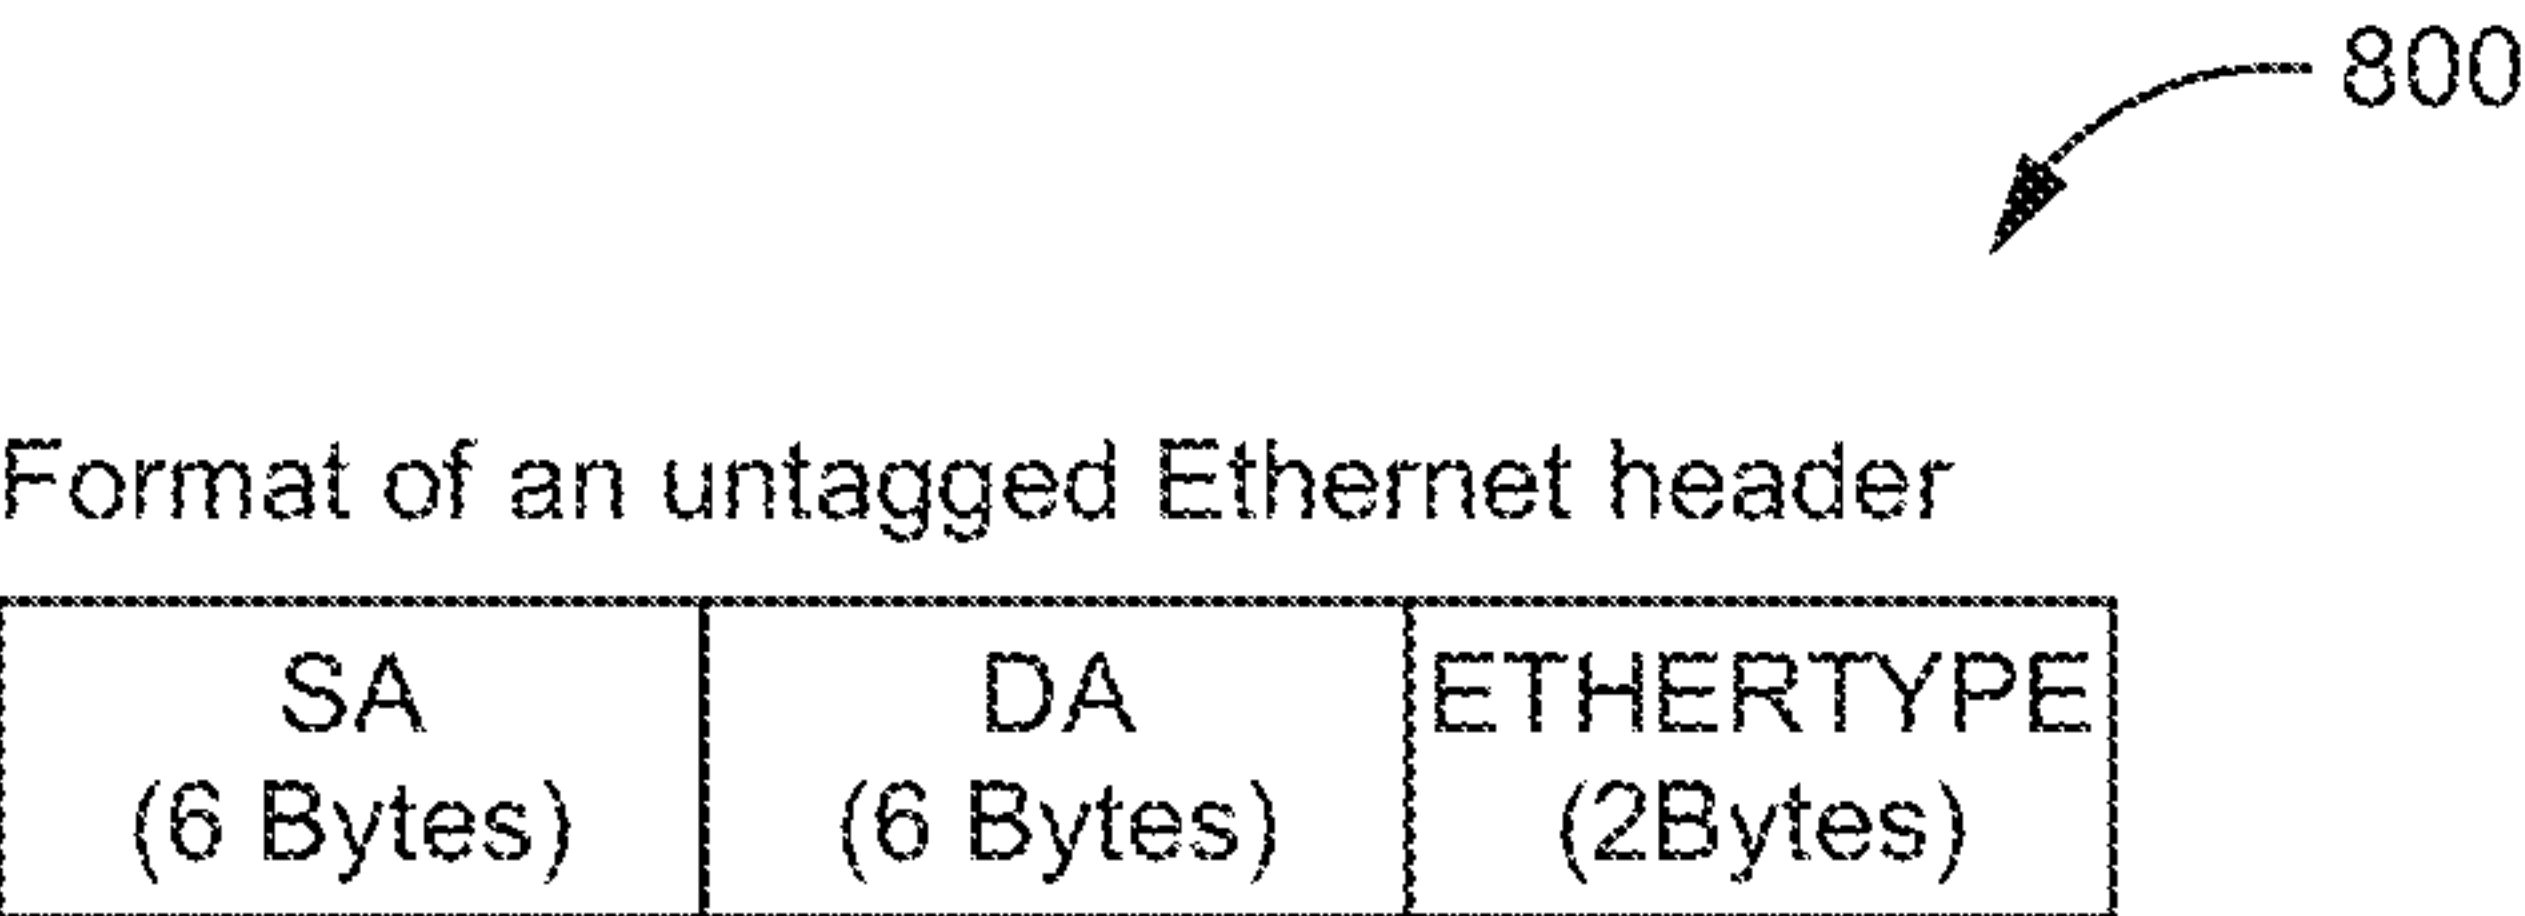 800
Format of an untagged Ethernet header
SA DA ETHERTYPE
(6 Bytes) (6 Bytes) (2Bytes)